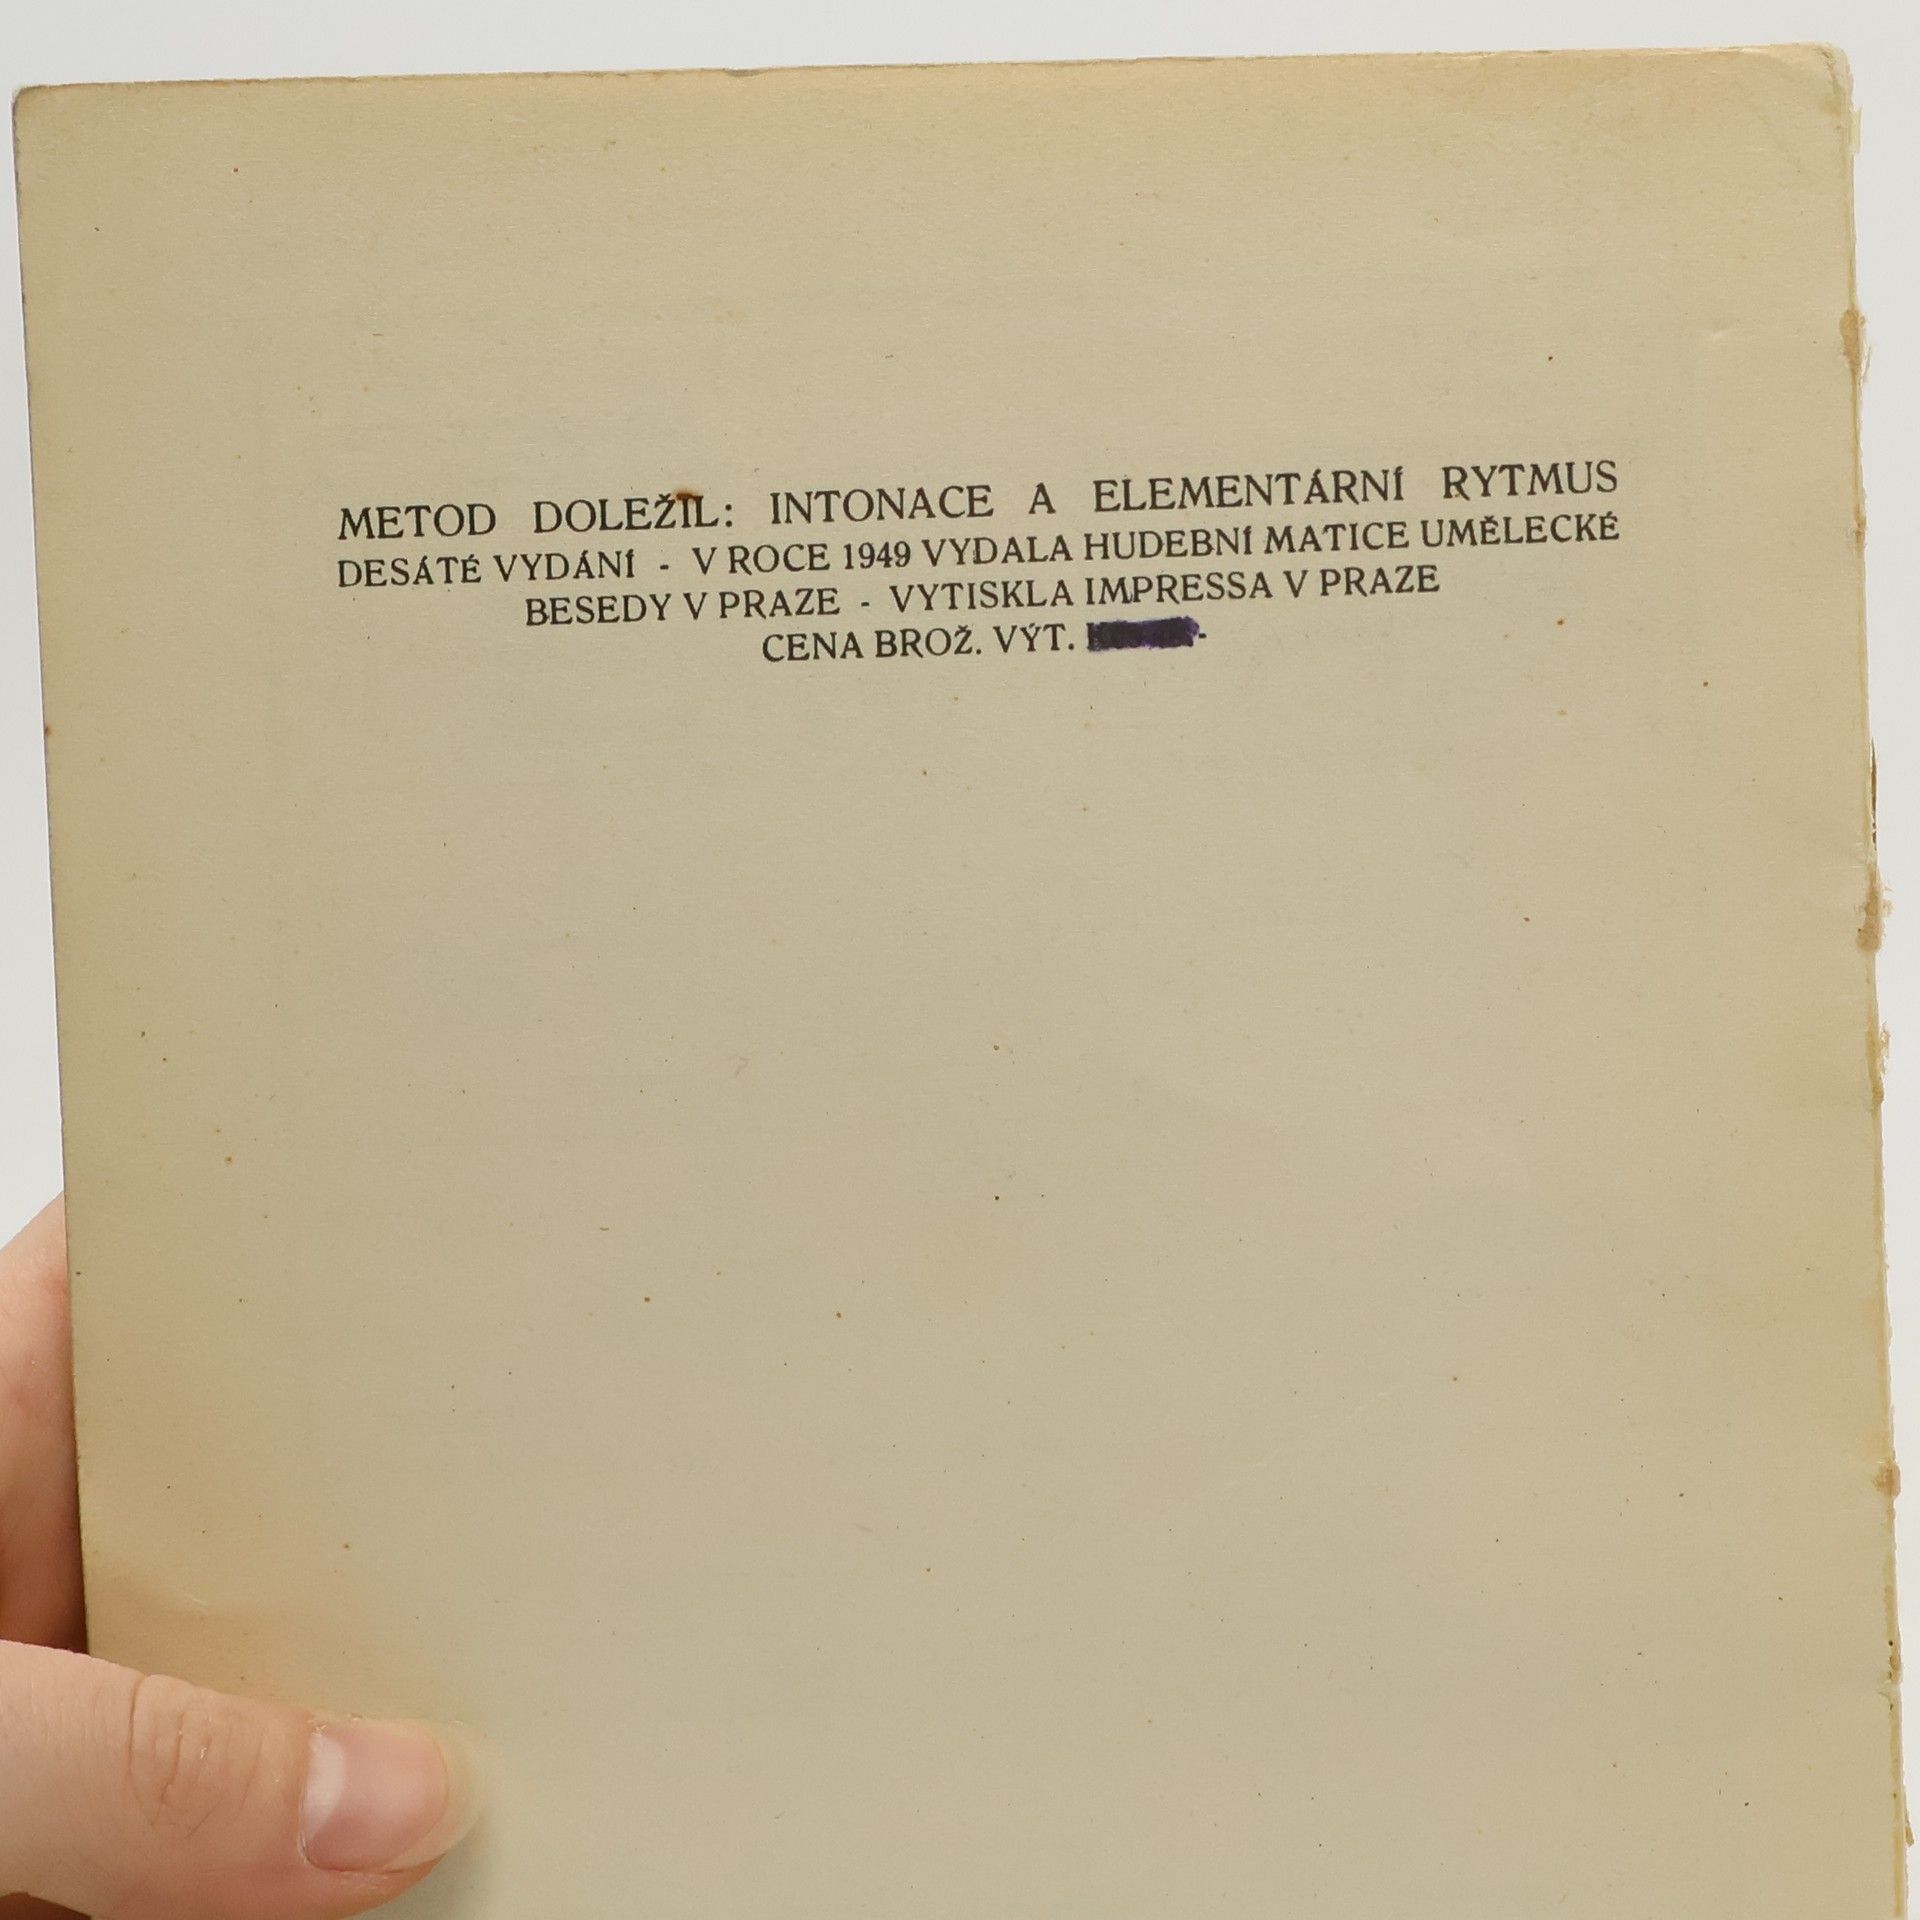 METOD DOLEŽIL: INTONACE A ELEMENTÁRNÍ RYTMUS
DESÁTÉ VYDÁNÍ - V ROCE 1949 VYDALA HUDEBNÍ MATICE UMĚLECKÉ
BESEDY V PRAZE - VYTISKLA IMPRESSA V PRAZE
CENA BROŽ. VÝT.